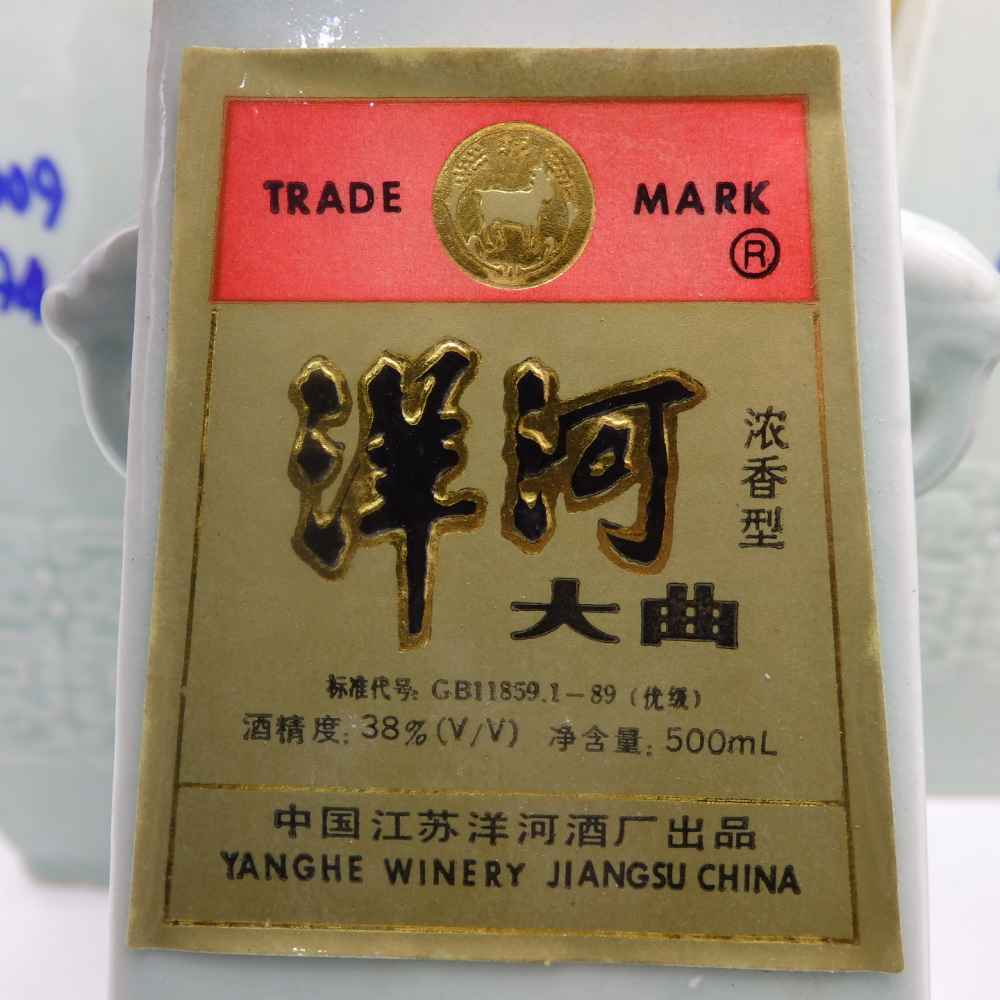 TRADE MARK
®
洋河
浓香型
大曲
标准代号: GB11859.1-89 (优级)
酒精度: 38%(V/V) 净含量: 500mL
中国江苏洋河酒厂出品
YANGHE WINERY JIANGSU CHINA